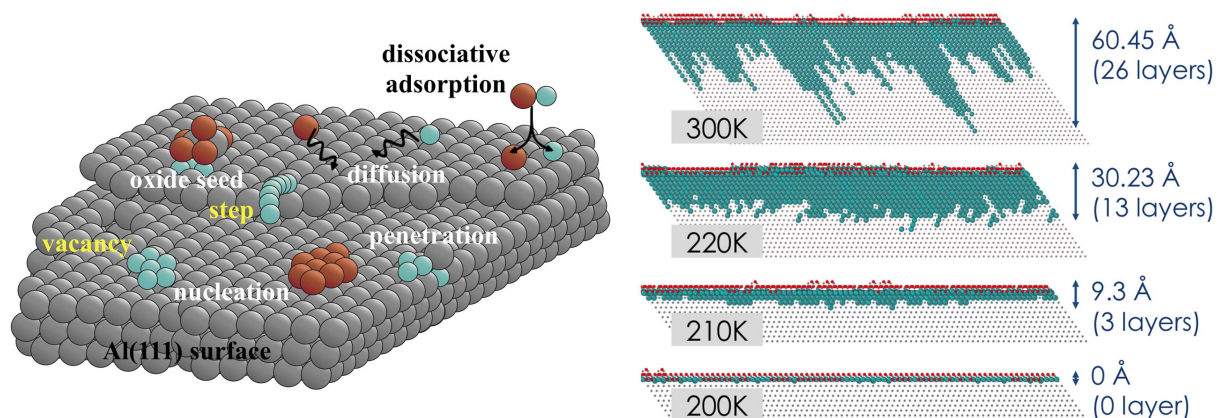 dissociative
adsorption
oxide seed
diffusion
step
vacancy
penetration
nucleation
Al(111) surface
300K
60.45 Å
(26 layers)
220K
30.23 Å
(13 layers)
210K
9.3 Å
(3 layers)
200K
0 Å
(0 layer)